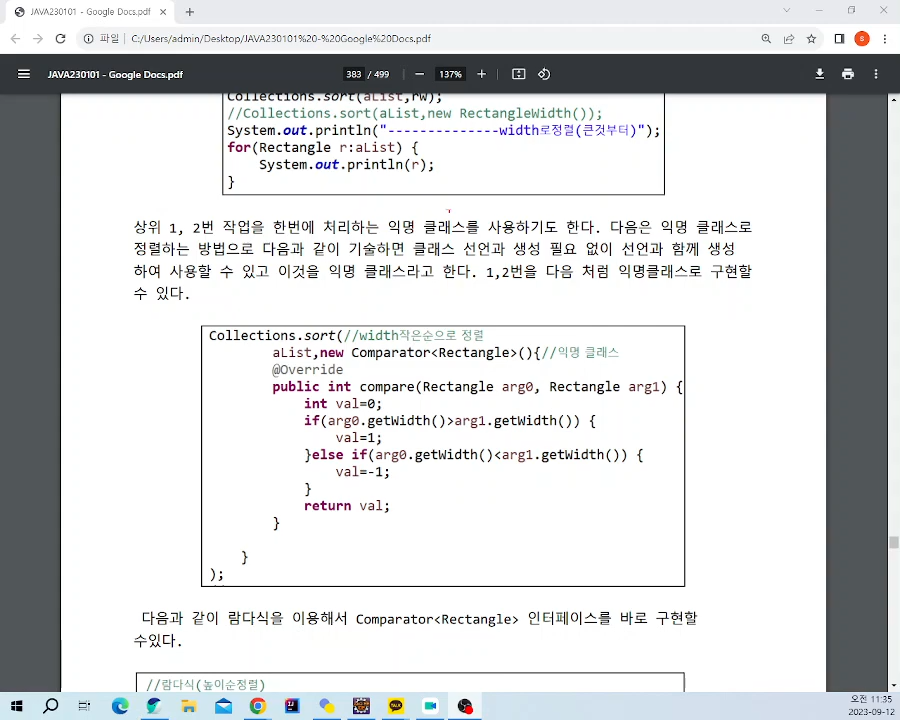 JAVA230101 - Google Docs.pdf
파일 C:/Users/admin/Desktop/JAVA230101%20-%20Google%20Docs.pdf
S
JAVA230101 - Google Docs.pdf
383 / 499
137%
Collections.sort(aList,rw);
//Collections.sort(aList,new RectangleWidth());
System.out.println("--------------width로정렬(큰것부터)");
for(Rectangle r:aList) {
System.out.println(r);
}
상위 1, 2번 작업을 한번에 처리하는 익명 클래스를 사용하기도 한다. 다음은 익명 클래스로
정렬하는 방법으로 다음과 같이 기술하면 클래스 선언과 생성 필요 없이 선언과 함께 생성
하여 사용할 수 있고 이것을 익명 클래스라고 한다. 1,2번을 다음 처럼 익명클래스로 구현할
수 있다.
Collections.sort(//width작은순으로 정렬
aList,new Comparator<Rectangle>(){//익명 클래스
@Override
public int compare(Rectangle arg0, Rectangle arg1) {
int val=0;
if(arg0.getWidth()>arg1.getWidth()) {
val=1;
}else if(arg0.getWidth()<arg1.getWidth()) {
val=-1;
}
return val;
}
}
);
다음과 같이 람다식을 이용해서 Comparator<Rectangle> 인터페이스를 바로 구현할
수있다.
//람다식(높이순정렬)
오전 11:35
2023-09-12